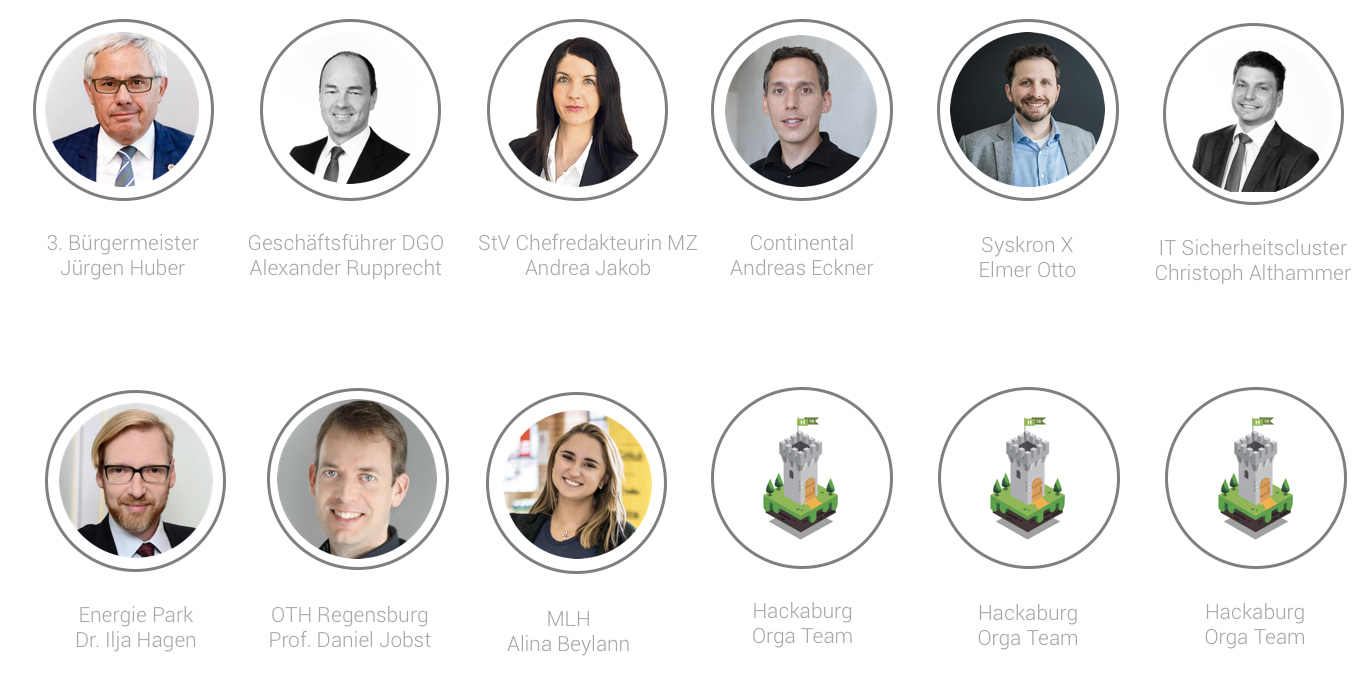 3. Bürgermeister
Jürgen Huber
Geschäftsführer DGO
Alexander Rupprecht
StV Chefredakteurin MZ
Andrea Jakob
Continental
Andreas Eckner
Syskron X
Elmer Otto
IT Sicherheitscluster
Christoph Althammer
Energie Park
Dr. Ilja Hagen
OTH Regensburg
Prof. Daniel Jobst
MLH
Alina Beylann
Hackaburg
Orga Team
Hackaburg
Orga Team
Hackaburg
Orga Team